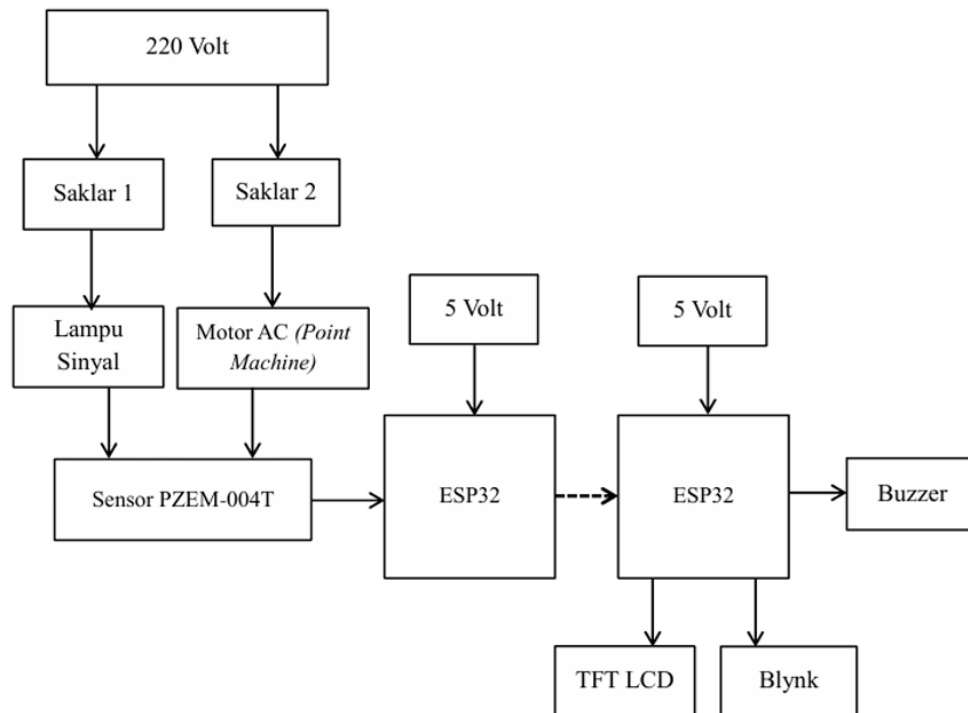 220 Volt
Saklar 1
Saklar 2
5 Volt
5 Volt
Lampu
Sinyal
Motor AC (Point
Machine)
Sensor PZEM-004T
ESP32
ESP32
Buzzer
TFT LCD
Blynk